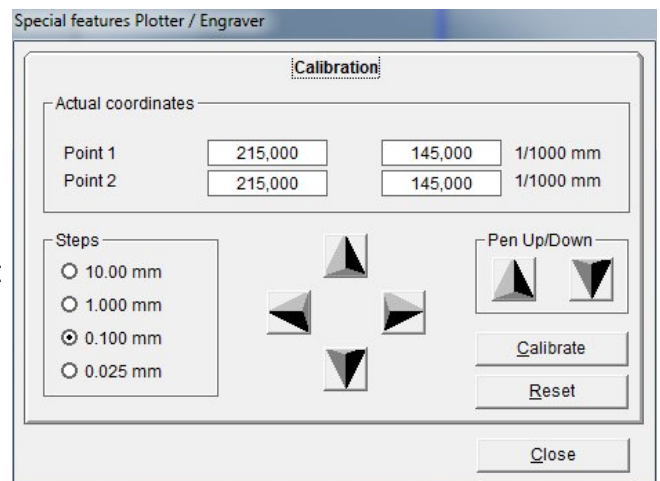 Special features Plotter / Engraver
Calibration
Actual coordinates
Point 1 215,000 145,000 1/1000 mm
Point 2 215,000 145,000 1/1000 mm
Steps
10.00 mm
1.000 mm
0.100 mm
0.025 mm
Pen Up/Down
Calibrate
Reset
Close